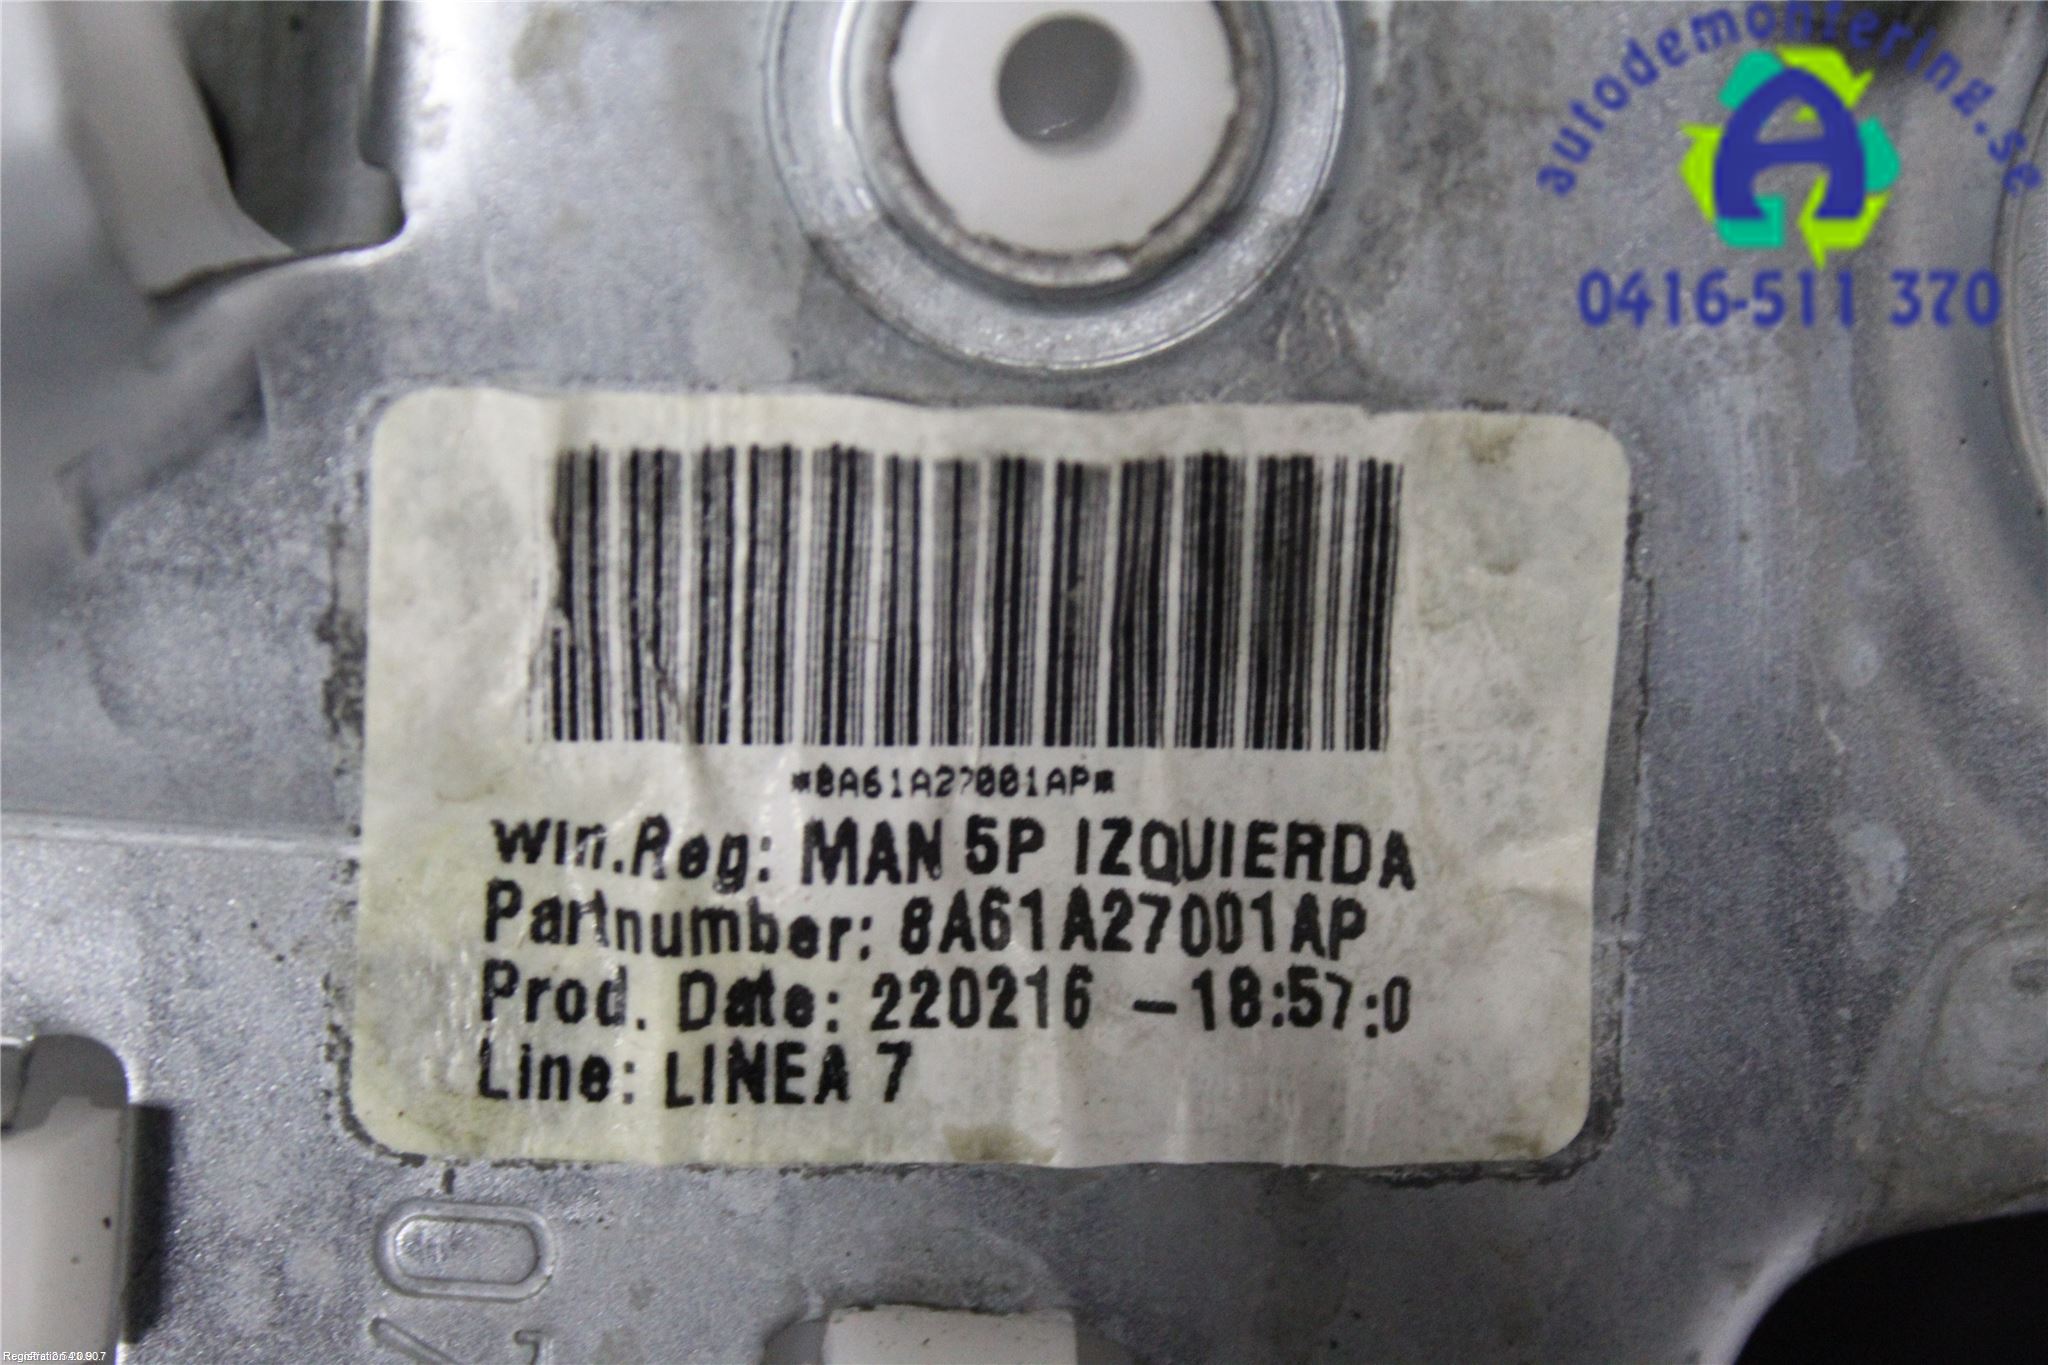 autodemontering.se
A
0416-511 370
*8A61A27001AP*
Win.Reg: MAN 5P IZQUIERDA
Partnumber: 8A61A27001AP
Prod. Date: 220216 -18:57:0
Line: LINEA 7